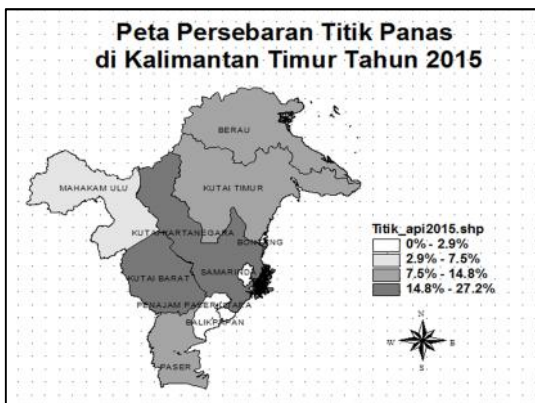 Peta Persebaran Titik Panas
di Kalimantan Timur Tahun 2015
BERAU
MAHAKAM ULU
KUTAI TIMUR
KUTAI KARTANEGARA
BONTENG
KUTAI BARAT
SAMARINDA
PENAJAM PASER UTARA
BALIKPAPAN
PASER
Titik_api2015.shp
0% - 2.9%
2.9% - 7.5%
7.5% - 14.8%
14.8% - 27.2%
N
W
E
S